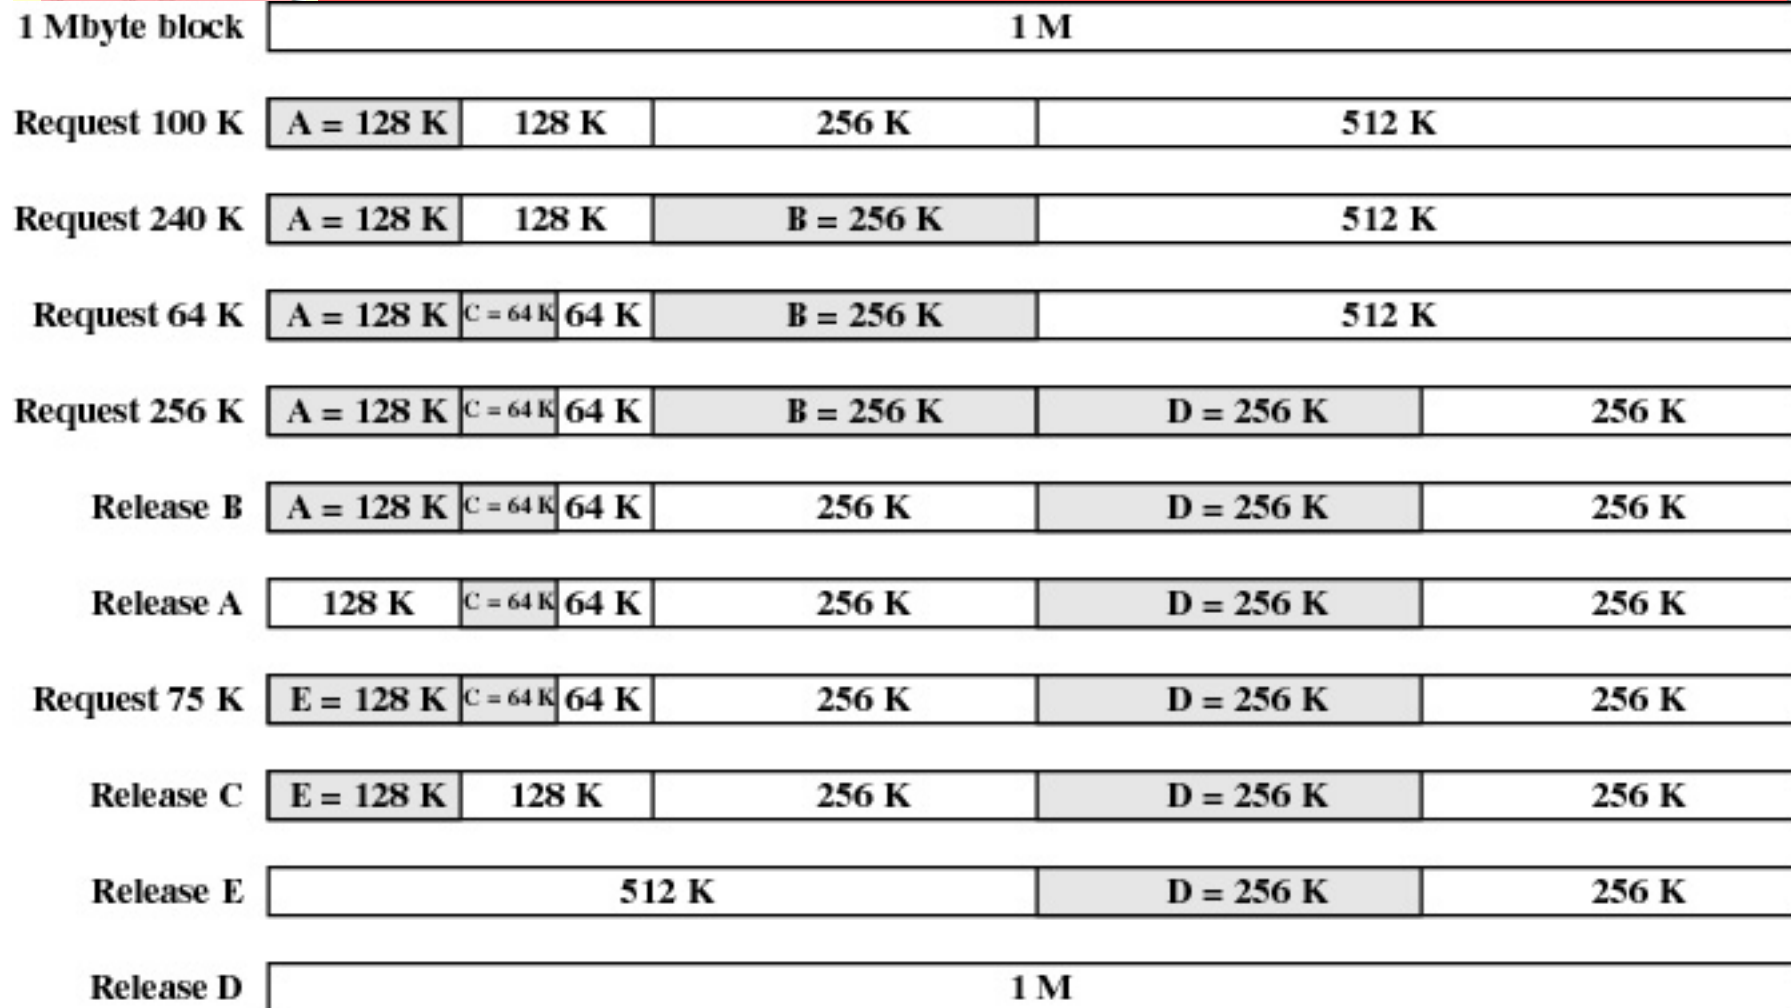 1 Mbyte block 1 M
Request 100 K A = 128 K 128 K 256 K 512 K
Request 240 K A = 128 K 128 K B = 256 K 512 K
Request 64 K A = 128 K C = 64 K 64 K B = 256 K 512 K
Request 256 K A = 128 K C = 64 K 64 K B = 256 K D = 256 K 256 K
Release B A = 128 K C = 64 K 64 K 256 K D = 256 K 256 K
Release A 128 K C = 64 K 64 K 256 K D = 256 K 256 K
Request 75 K E = 128 K C = 64 K 64 K 256 K D = 256 K 256 K
Release C E = 128 K 128 K 256 K D = 256 K 256 K
Release E 512 K D = 256 K 256 K
Release D 1 M